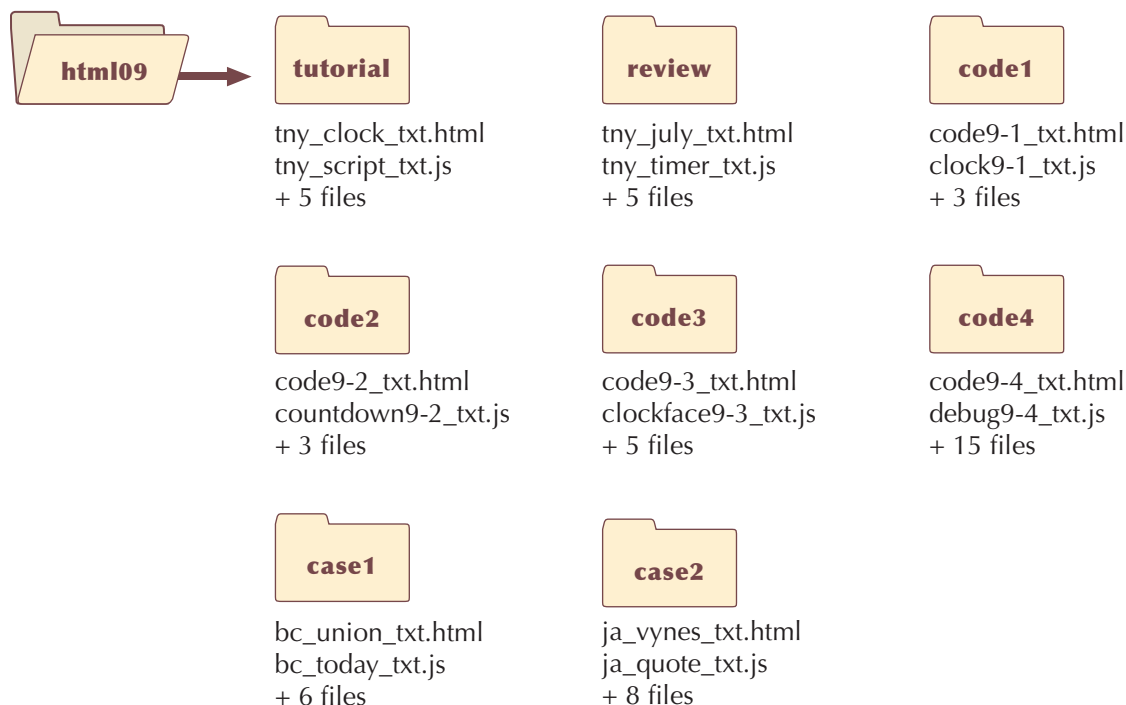 html09
tutorial
tny_clock_txt.html
tny_script_txt.js
+ 5 files
review
tny_july_txt.html
tny_timer_txt.js
+ 5 files
code1
code9-1_txt.html
clock9-1_txt.js
+ 3 files
code2
code9-2_txt.html
countdown9-2_txt.js
+ 3 files
code3
code9-3_txt.html
clockface9-3_txt.js
+ 5 files
code4
code9-4_txt.html
debug9-4_txt.js
+ 15 files
case1
bc_union_txt.html
bc_today_txt.js
+ 6 files
case2
ja_vynes_txt.html
ja_quote_txt.js
+ 8 files